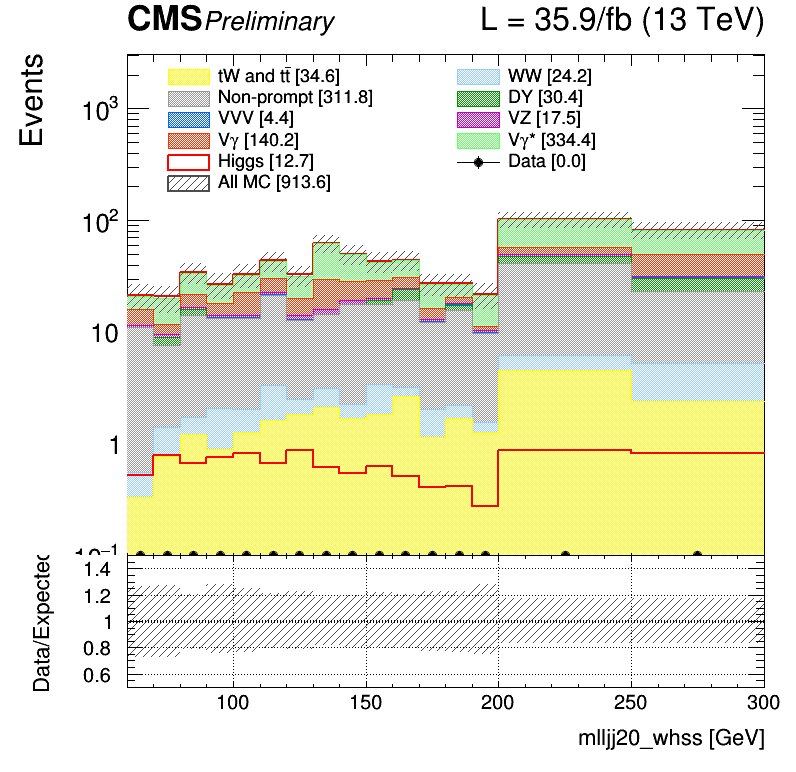 CMS Preliminary L = 35.9/fb (13 TeV)
Events
tW and tt̄ [34.6] WW [24.2]
Non-prompt [311.8] DY [30.4]
VVV [4.4] VZ [17.5]
Vγ [140.2] Vγ* [334.4]
Higgs [12.7] Data [0.0]
All MC [913.6]
10³
10²
10
1
10⁻¹
Data/Expected
1.4
1.2
1
0.8
0.6
100 150 200 250 300
mlljj20_whss [GeV]